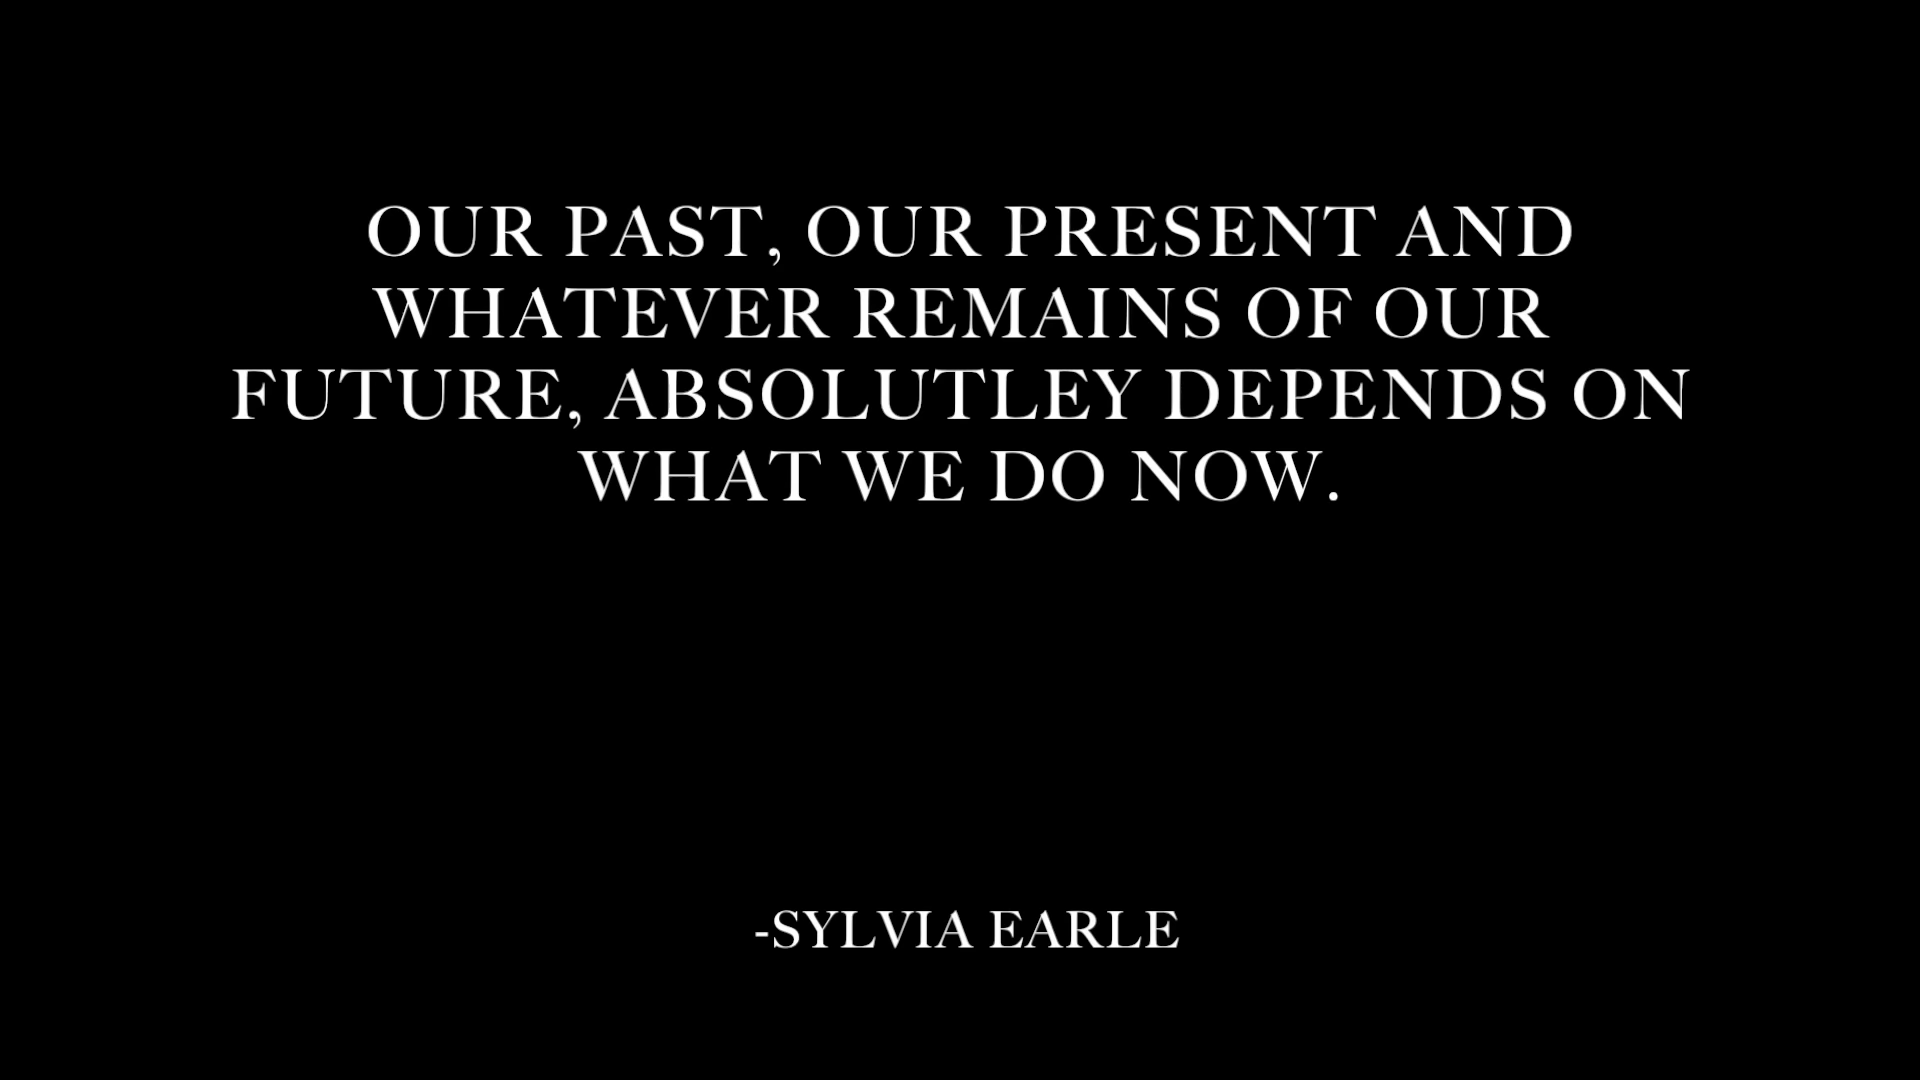 OUR PAST, OUR PRESENT AND
WHATEVER REMAINS OF OUR
FUTURE, ABSOLUTLEY DEPENDS ON
WHAT WE DO NOW.
-SYLVIA EARLE